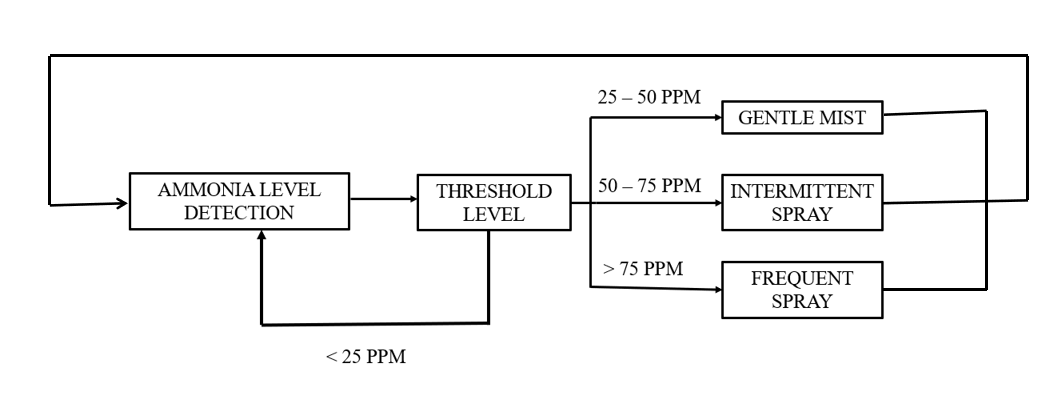 25 – 50 PPM
GENTLE MIST
AMMONIA LEVEL
DETECTION
THRESHOLD
LEVEL
50 – 75 PPM
INTERMITTENT
SPRAY
> 75 PPM
FREQUENT
SPRAY
< 25 PPM